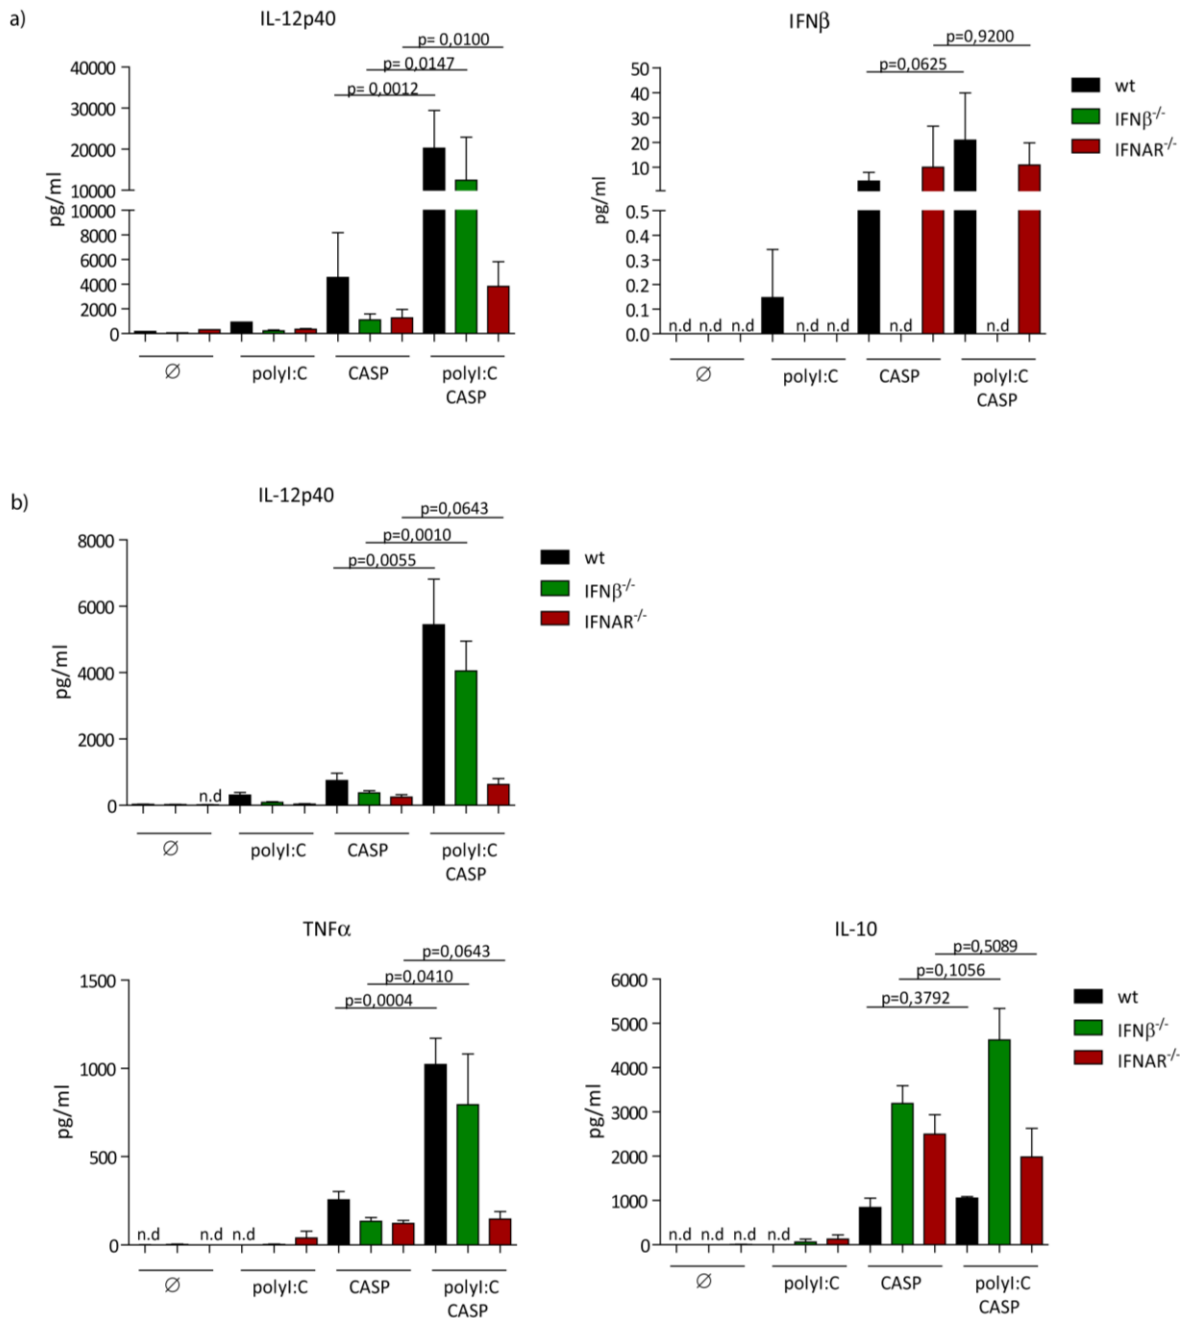 a)
IL-12p40
p= 0,0100
p= 0,0147
p= 0,0012
40000
30000
20000
10000
10000
8000
6000
4000
2000
0
pg/ml
∅ polyI:C CASP polyI:C
CASP
IFNβ
p=0,9200
p=0,0625
50
40
30
20
10
0.5
0.4
0.3
0.2
0.1
0.0
pg/ml
n.d n.d n.d n.d n.d n.d n.d
∅ polyI:C CASP polyI:C
CASP
wt
IFNβ-/-
IFNAR-/-
b)
IL-12p40
p=0,0643
p=0,0010
p=0,0055
8000
6000
4000
2000
0
pg/ml
n.d
∅ polyI:C CASP polyI:C
CASP
wt
IFNβ-/-
IFNAR-/-
TNFα
p=0,0643
p=0,0410
p=0,0004
1500
1000
500
0
pg/ml
n.d n.d n.d
∅ polyI:C CASP polyI:C
CASP
IL-10
p=0,5089
p=0,1056
p=0,3792
6000
5000
4000
3000
2000
1000
0
pg/ml
n.d n.d n.d n.d
∅ polyI:C CASP polyI:C
CASP
wt
IFNβ-/-
IFNAR-/-